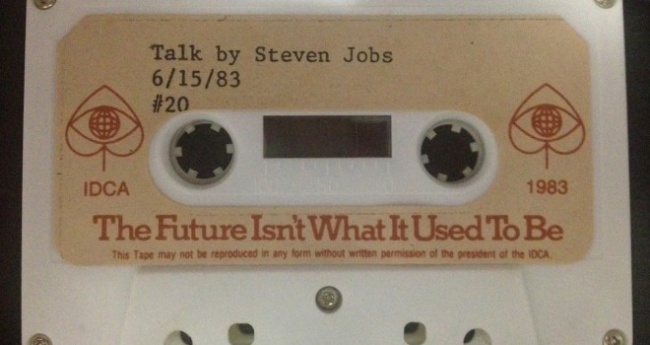 Talk by Steven Jobs
6/15/83
#20
IDCA
1983
The Future Isn't What It Used To Be
This Tape may not be reproduced in any form without written permission of the president of the IDCA.